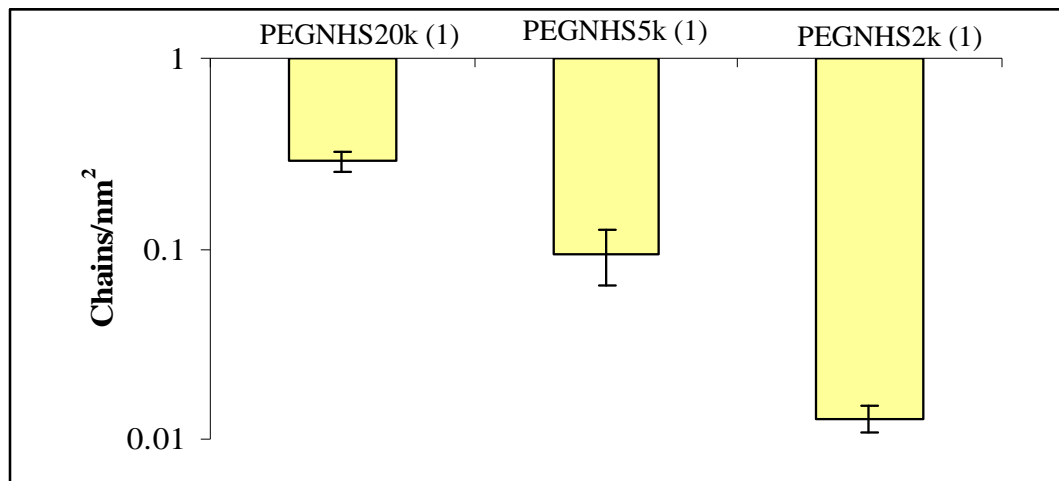 PEGNHS20k (1)
PEGNHS5k (1)
PEGNHS2k (1)
1
0.1
0.01
Chains/nm²